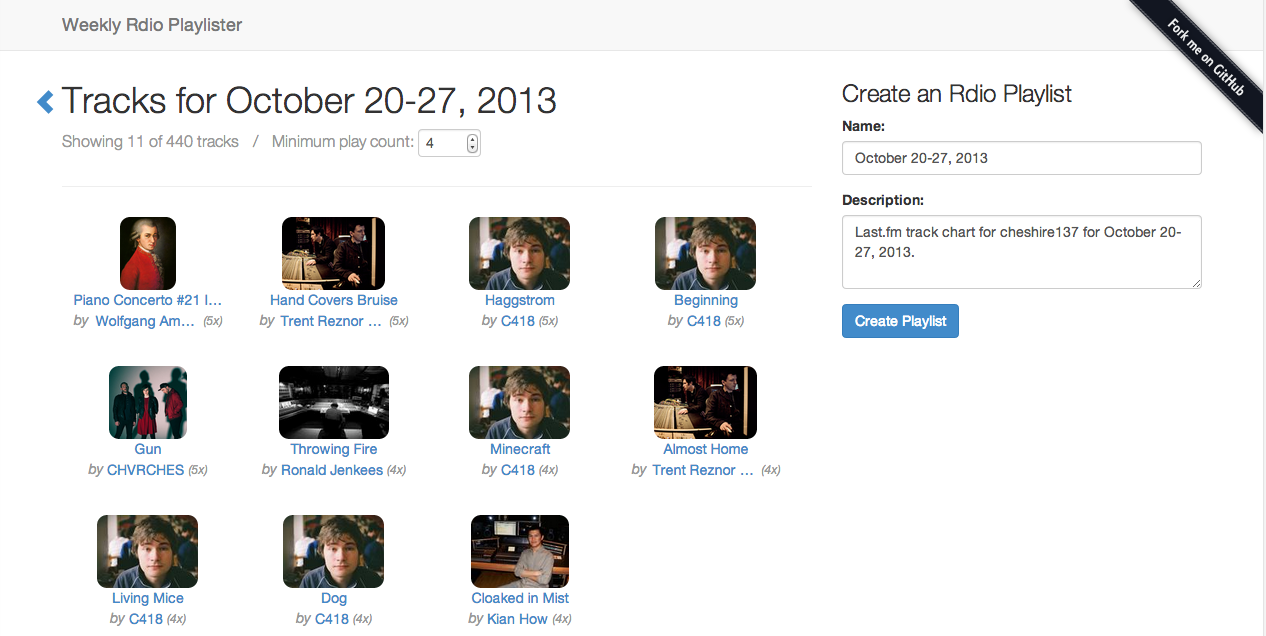 Weekly Rdio Playlister
Fork me on GitHub
Tracks for October 20-27, 2013
Showing 11 of 440 tracks / Minimum play count: 4
Piano Concerto #21 I...
by Wolfgang Am... (5x)
Hand Covers Bruise
by Trent Reznor ... (5x)
Haggstrom
by C418 (5x)
Beginning
by C418 (5x)
Gun
by CHVRCHES (5x)
Throwing Fire
by Ronald Jenkees (4x)
Minecraft
by C418 (4x)
Almost Home
by Trent Reznor ... (4x)
Living Mice
by C418 (4x)
Dog
by C418 (4x)
Cloaked in Mist
by Kian How (4x)
Create an Rdio Playlist
Name:
October 20-27, 2013
Description:
Last.fm track chart for cheshire137 for October 20-
27, 2013.
Create Playlist